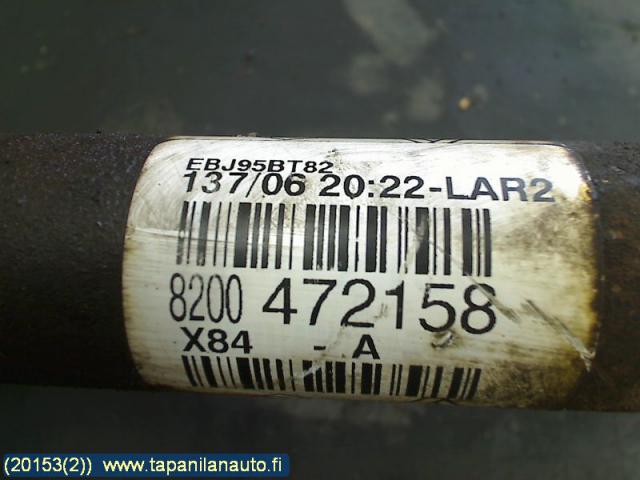 EBJ95BT82
137/06 20:22-LAR2
8200 472158
X84 - A
(20153(2)) www.tapanilanauto.fi